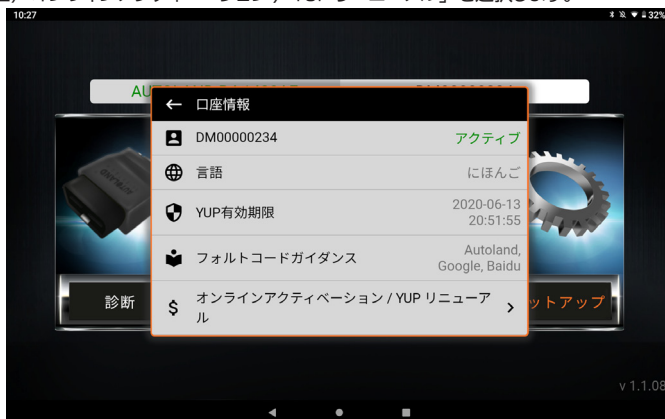 10:27
32%
口座情報
DM00000234
アクティブ
言語
にほんご
YUP有効期限
2020-06-13
20:51:55
フォルトコードガイダンス
Autoland,
Google, Baidu
オンラインアクティベーション / YUP リニューア
ル
診断
ットアップ
v 1.1.08